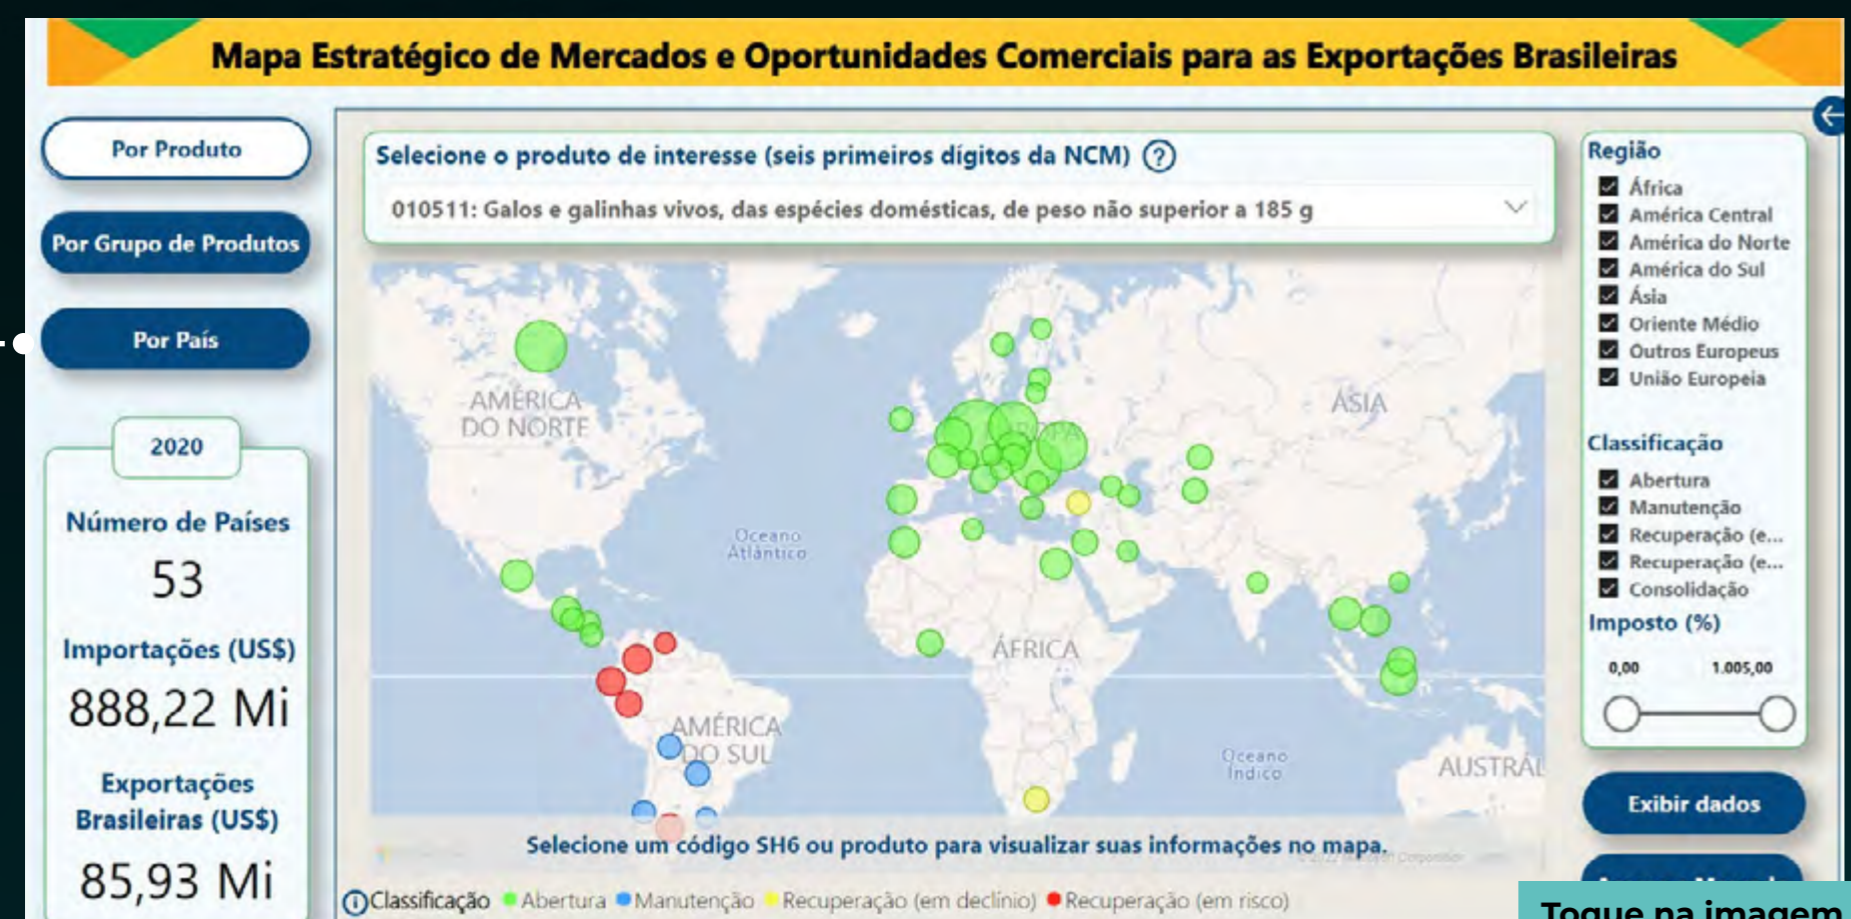 Mapa Estratégico de Mercados e Oportunidades Comerciais para as Exportações Brasileiras
Por Produto
Por Grupo de Produtos
Por País
2020
Número de Países
53
Importações (US$)
888,22 Mi
Exportações
Brasileiras (US$)
85,93 Mi
Selecione o produto de interesse (seis primeiros dígitos da NCM) ?
010511: Galos e galinhas vivos, das espécies domésticas, de peso não superior a 185 g
AMÉRICA
DO NORTE
ÁSIA
Oceano
Atlântico
ÁFRICA
AMÉRICA
DO SUL
Oceano
Índico
AUSTRÁL
Selecione um código SH6 ou produto para visualizar suas informações no mapa.
Classificação Abertura Manutenção Recuperação (em declínio) Recuperação (em risco)
Região
África
América Central
América do Norte
América do Sul
Ásia
Oriente Médio
Outros Europeus
União Europeia
Classificação
Abertura
Manutenção
Recuperação (e...
Recuperação (e...
Consolidação
Imposto (%)
0,00 1.005,00
Exibir dados
Toque na imagem